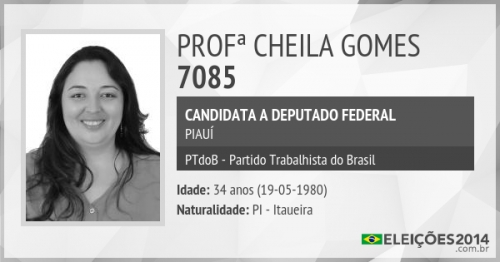 PROFª CHEILA GOMES
7085
CANDIDATA A DEPUTADO FEDERAL
PIAUÍ
PTdoB - Partido Trabalhista do Brasil
Idade: 34 anos (19-05-1980)
Naturalidade: PI - Itaueira
ELEIÇÕES2014
.com.br